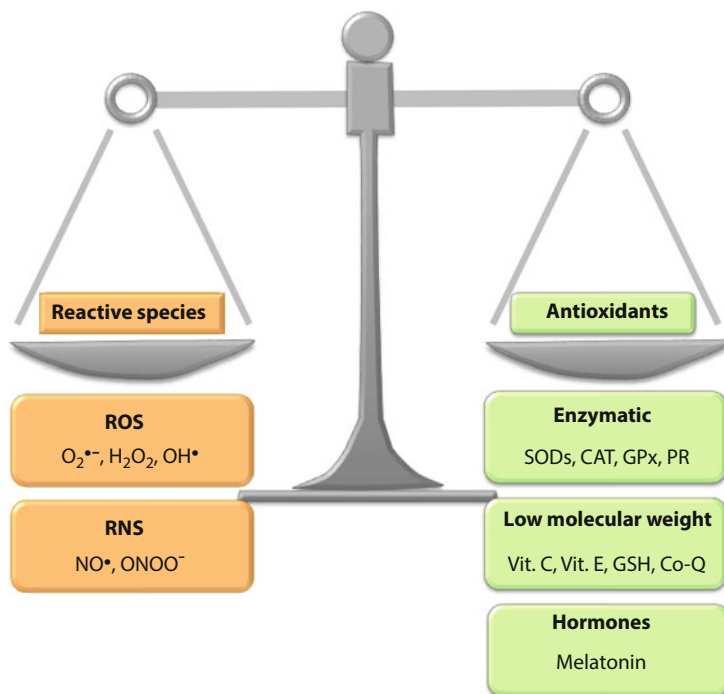 Reactive species
ROS
O₂•⁻, H₂O₂, OH•
RNS
NO•, ONOO⁻
Antioxidants
Enzymatic
SODs, CAT, GPx, PR
Low molecular weight
Vit. C, Vit. E, GSH, Co-Q
Hormones
Melatonin